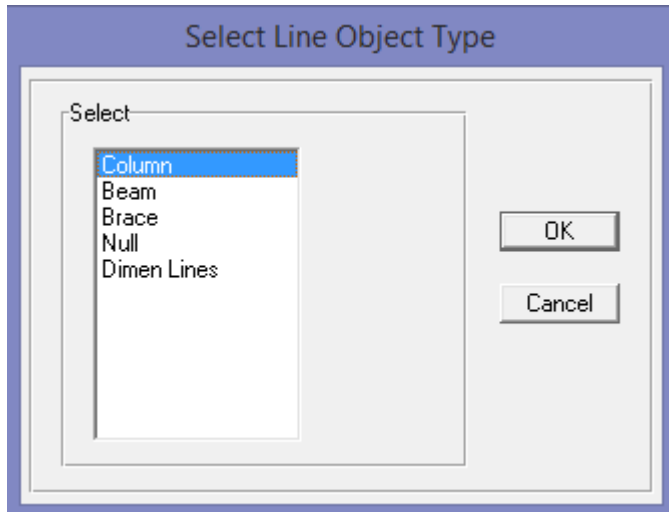 Select Line Object Type
Select
Column
Beam
Brace
Null
Dimen Lines
OK
Cancel